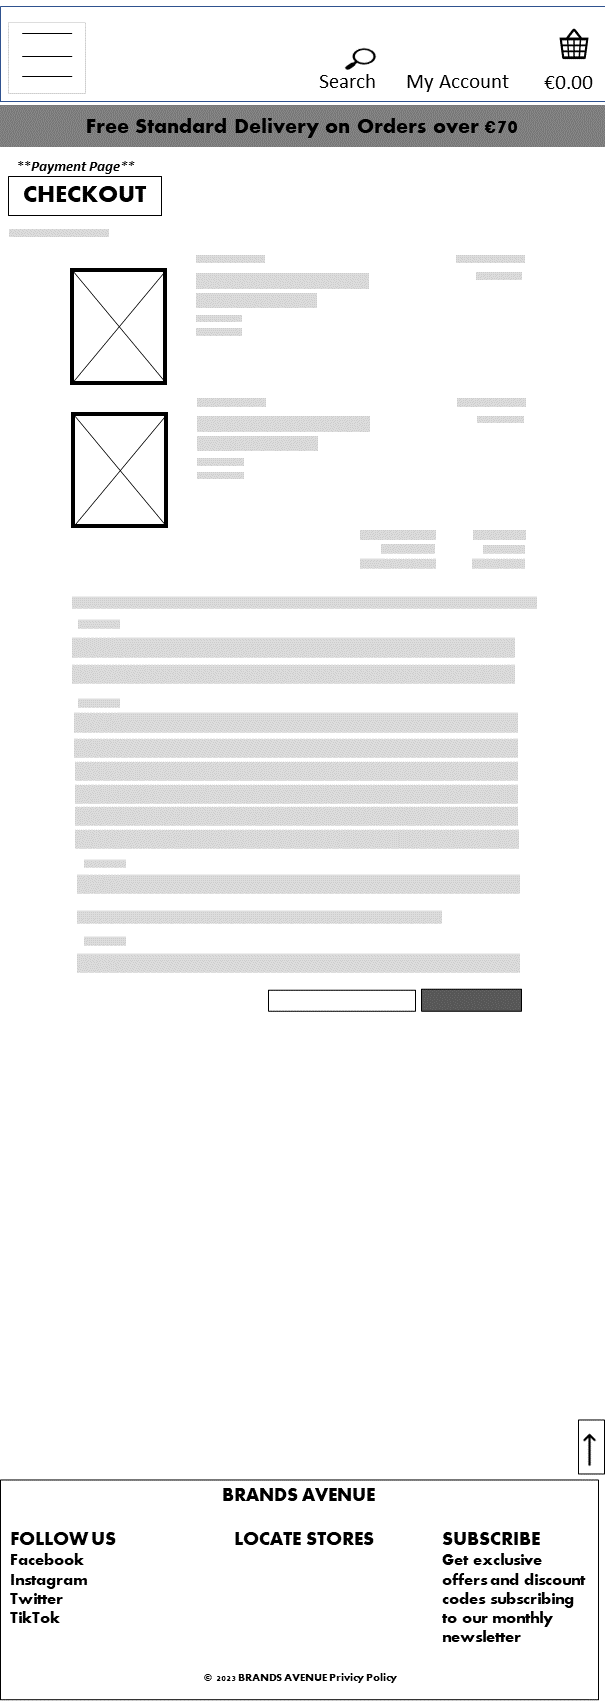 Search My Account €0.00
Free Standard Delivery on Orders over €70
**Payment Page**
CHECKOUT
BRANDS AVENUE
FOLLOW US
Facebook
Instagram
Twitter
TikTok
LOCATE STORES
SUBSCRIBE
Get exclusive
offers and discount
codes subscribing
to our monthly
newsletter
© 2023 BRANDS AVENUE Privicy Policy